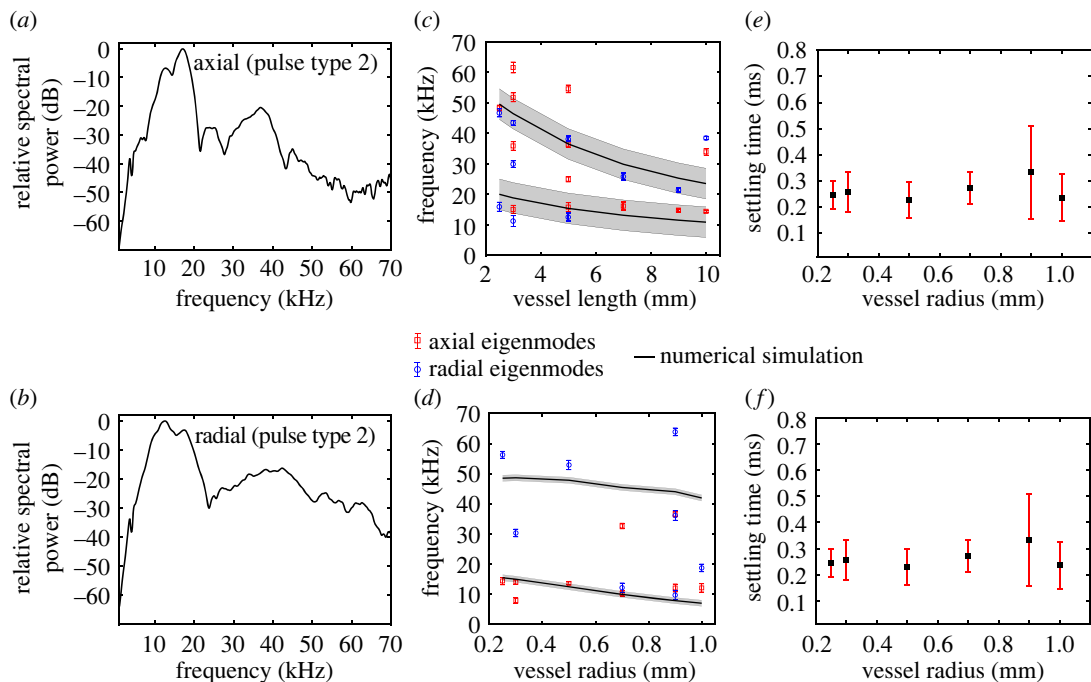 (a)
axial (pulse type 2)
relative spectral
power (dB)
0
–10
–20
–30
–40
–50
–60
10 20 30 40 50 60 70
frequency (kHz)
(c)
frequency (kHz)
70
60
50
40
30
20
10
0
2 4 6 8 10
vessel length (mm)
(e)
settling time (ms)
0.8
0.7
0.6
0.5
0.4
0.3
0.2
0.1
0.2 0.4 0.6 0.8 1.0
vessel radius (mm)
axial eigenmodes
radial eigenmodes
numerical simulation
(b)
radial (pulse type 2)
relative spectral
power (dB)
0
–10
–20
–30
–40
–50
–60
10 20 30 40 50 60 70
frequency (kHz)
(d)
frequency (kHz)
70
60
50
40
30
20
10
0
0.2 0.4 0.6 0.8 1.0
vessel radius (mm)
(f)
settling time (ms)
0.8
0.7
0.6
0.5
0.4
0.3
0.2
0.1
0.2 0.4 0.6 0.8 1.0
vessel radius (mm)